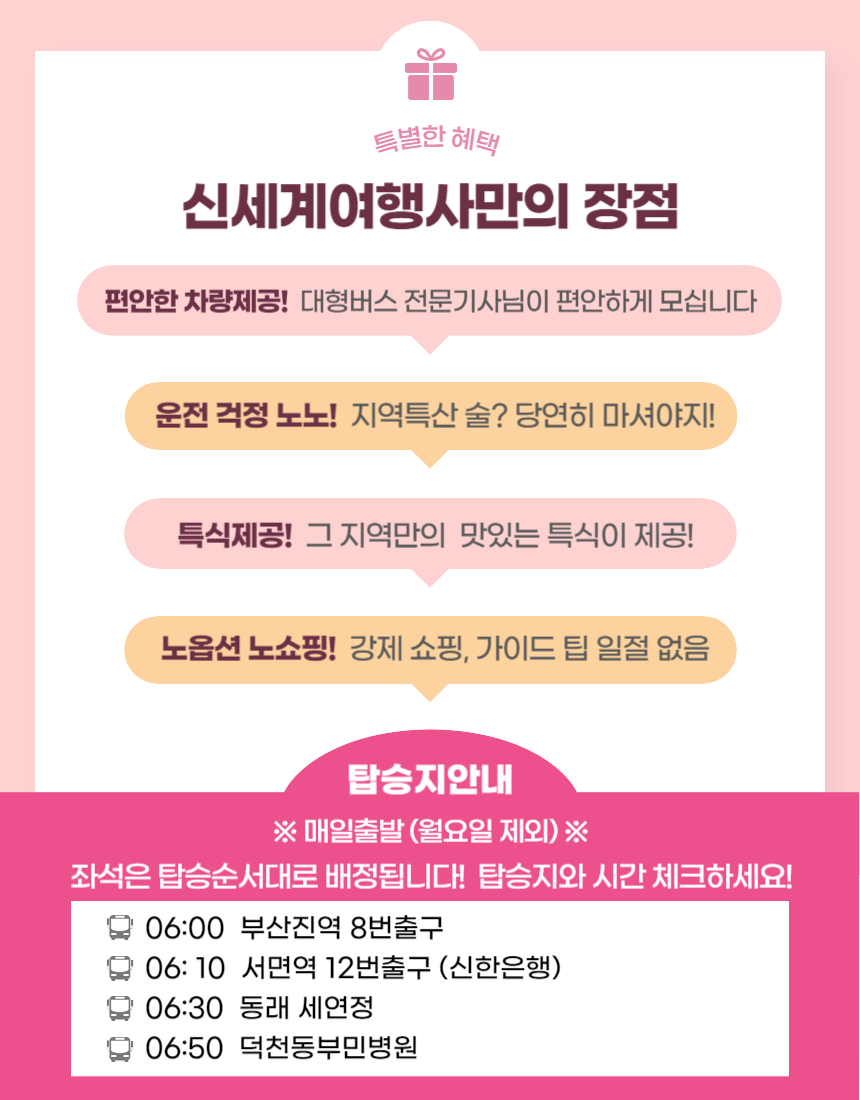 특별한 혜택
신세계여행사만의 장점
편안한 차량제공! 대형버스 전문기사님이 편안하게 모십니다
운전 걱정 노노! 지역특산 술? 당연히 마셔야지!
특식제공! 그 지역만의 맛있는 특식이 제공!
노옵션 노쇼핑! 강제 쇼핑, 가이드 팁 일절 없음
탑승지안내
※ 매일출발 (월요일 제외) ※
좌석은 탑승순서대로 배정됩니다! 탑승지와 시간 체크하세요!
06:00 부산진역 8번출구
06: 10 서면역 12번출구 (신한은행)
06:30 동래 세연정
06:50 덕천동부민병원